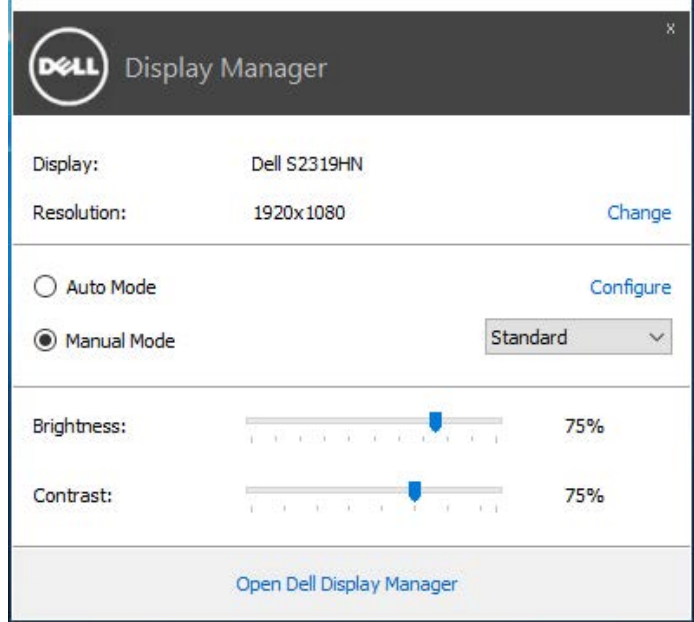 x
DELL Display Manager
Display: Dell S2319HN
Resolution: 1920x1080 Change
Auto Mode Configure
Manual Mode Standard
Brightness: 75%
Contrast: 75%
Open Dell Display Manager